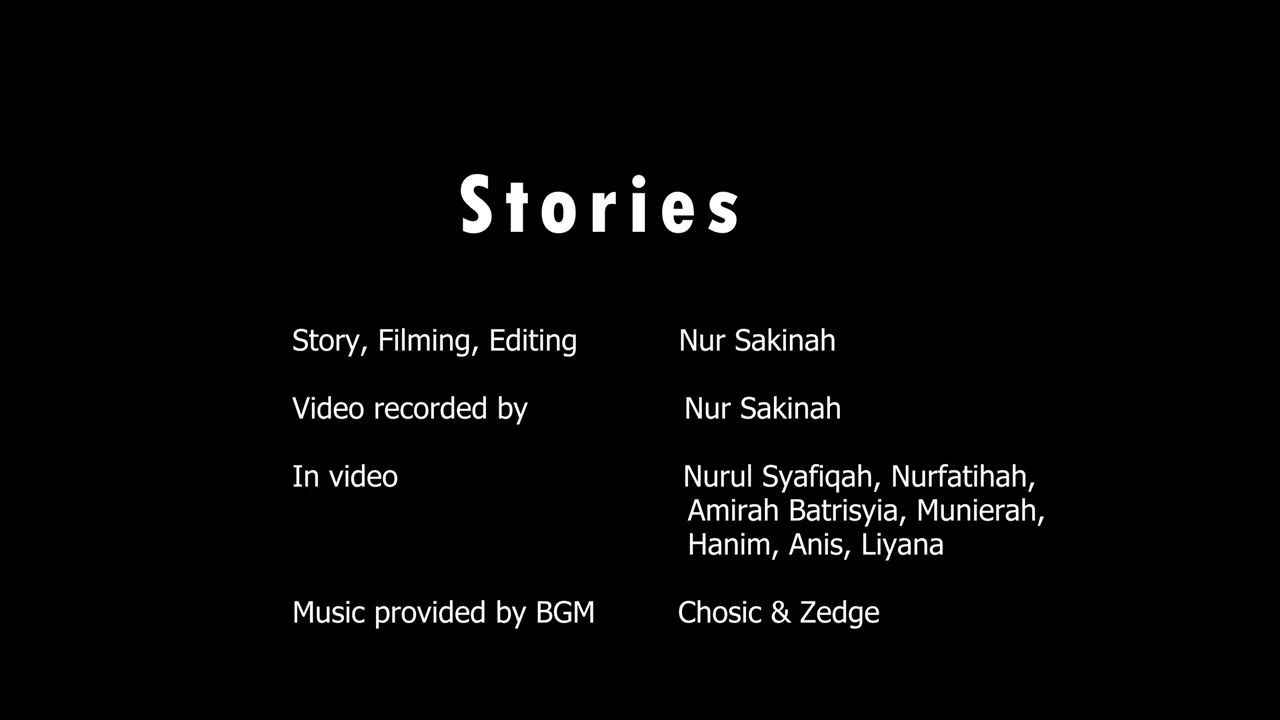 Stories
Story, Filming, Editing Nur Sakinah
Video recorded by Nur Sakinah
In video Nurul Syafiqah, Nurfatihah,
Amirah Batrisyia, Munierah,
Hanim, Anis, Liyana
Music provided by BGM Chosic & Zedge